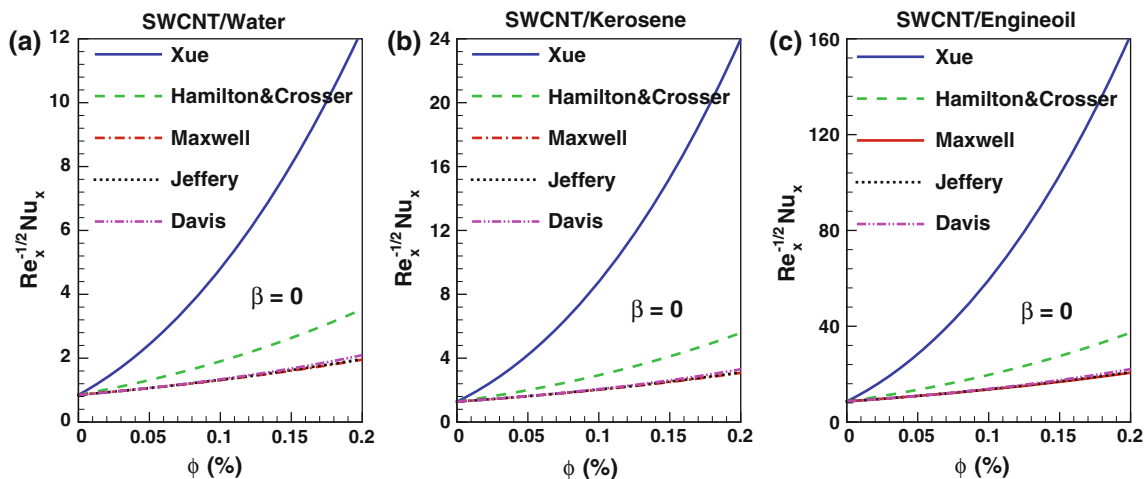 SWCNT/Water
(a)
12
10
8
6
4
2
0
Re_x^{-1/2}Nu_x
Xue
Hamilton&Crosser
Maxwell
Jeffery
Davis
β = 0
0
0.05
0.1
0.15
0.2
ϕ (%)
SWCNT/Kerosene
(b)
24
20
16
12
8
4
0
Re_x^{-1/2}Nu_x
Xue
Hamilton&Crosser
Maxwell
Jeffery
Davis
β = 0
0
0.05
0.1
0.15
0.2
ϕ (%)
SWCNT/Engineoil
(c)
160
120
80
40
0
Re_x^{-1/2}Nu_x
Xue
Hamilton&Crosser
Maxwell
Jeffery
Davis
β = 0
0
0.05
0.1
0.15
0.2
ϕ (%)